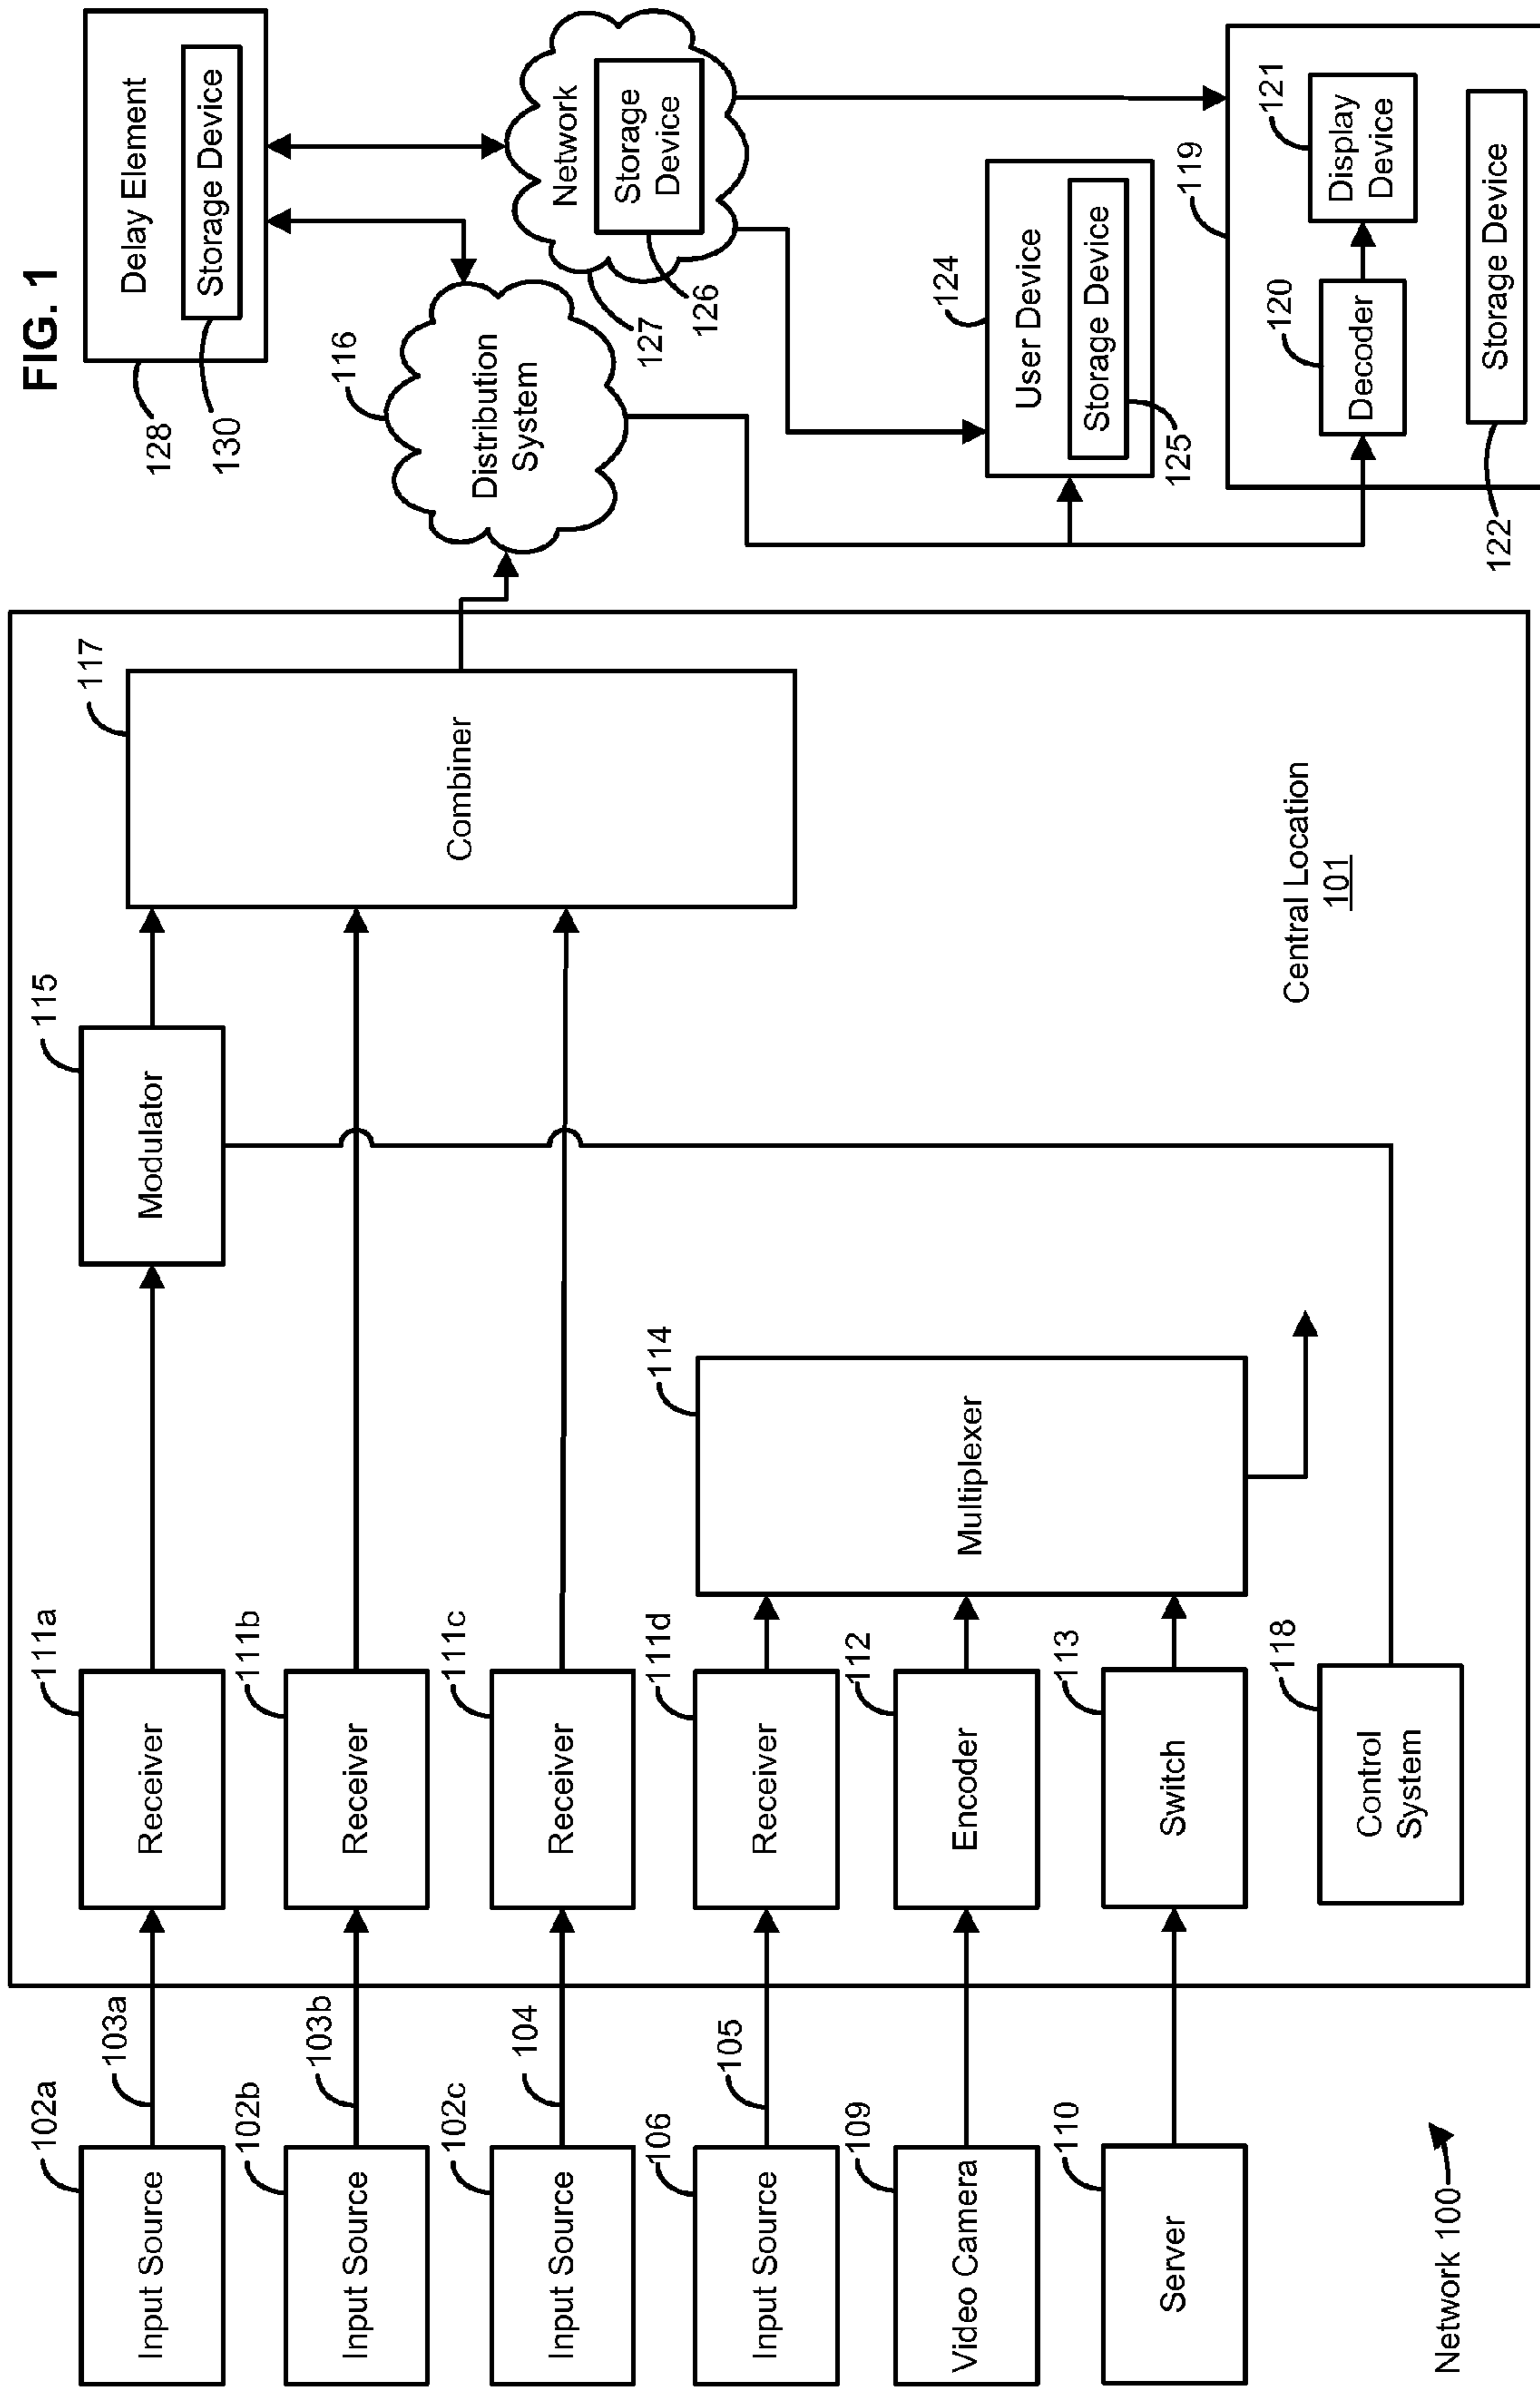 FIG. 1
102a
Input Source
103a
111a
Receiver
115
Modulator
117
Combiner
102b
Input Source
103b
111b
Receiver
102c
Input Source
104
111c
Receiver
106
Input Source
105
111d
Receiver
114
Multiplexer
109
Video Camera
112
Encoder
110
Server
113
Switch
118
Control
System
Central Location
101
Network 100
116
Distribution
System
128
Delay Element
130
Storage Device
127
Network
126
Storage
Device
124
User Device
125
Storage Device
119
120
Decoder
121
Display
Device
122
Storage Device